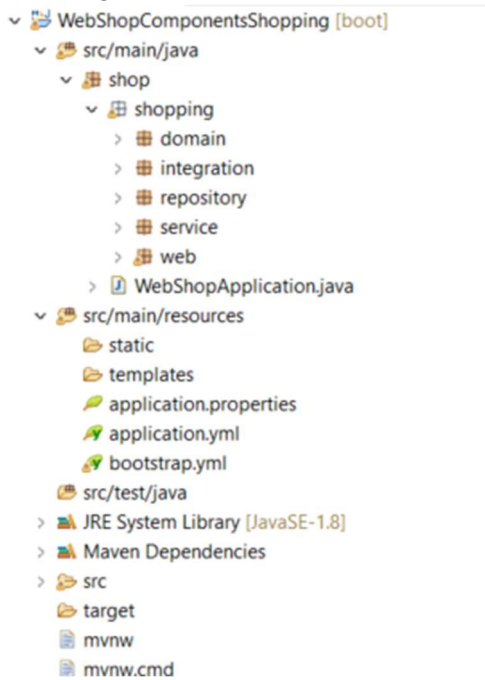 WebShopComponentsShopping [boot]
src/main/java
shop
shopping
domain
integration
repository
service
web
WebShopApplication.java
src/main/resources
static
templates
application.properties
application.yml
bootstrap.yml
src/test/java
JRE System Library [JavaSE-1.8]
Maven Dependencies
src
target
mvnw
mvnw.cmd